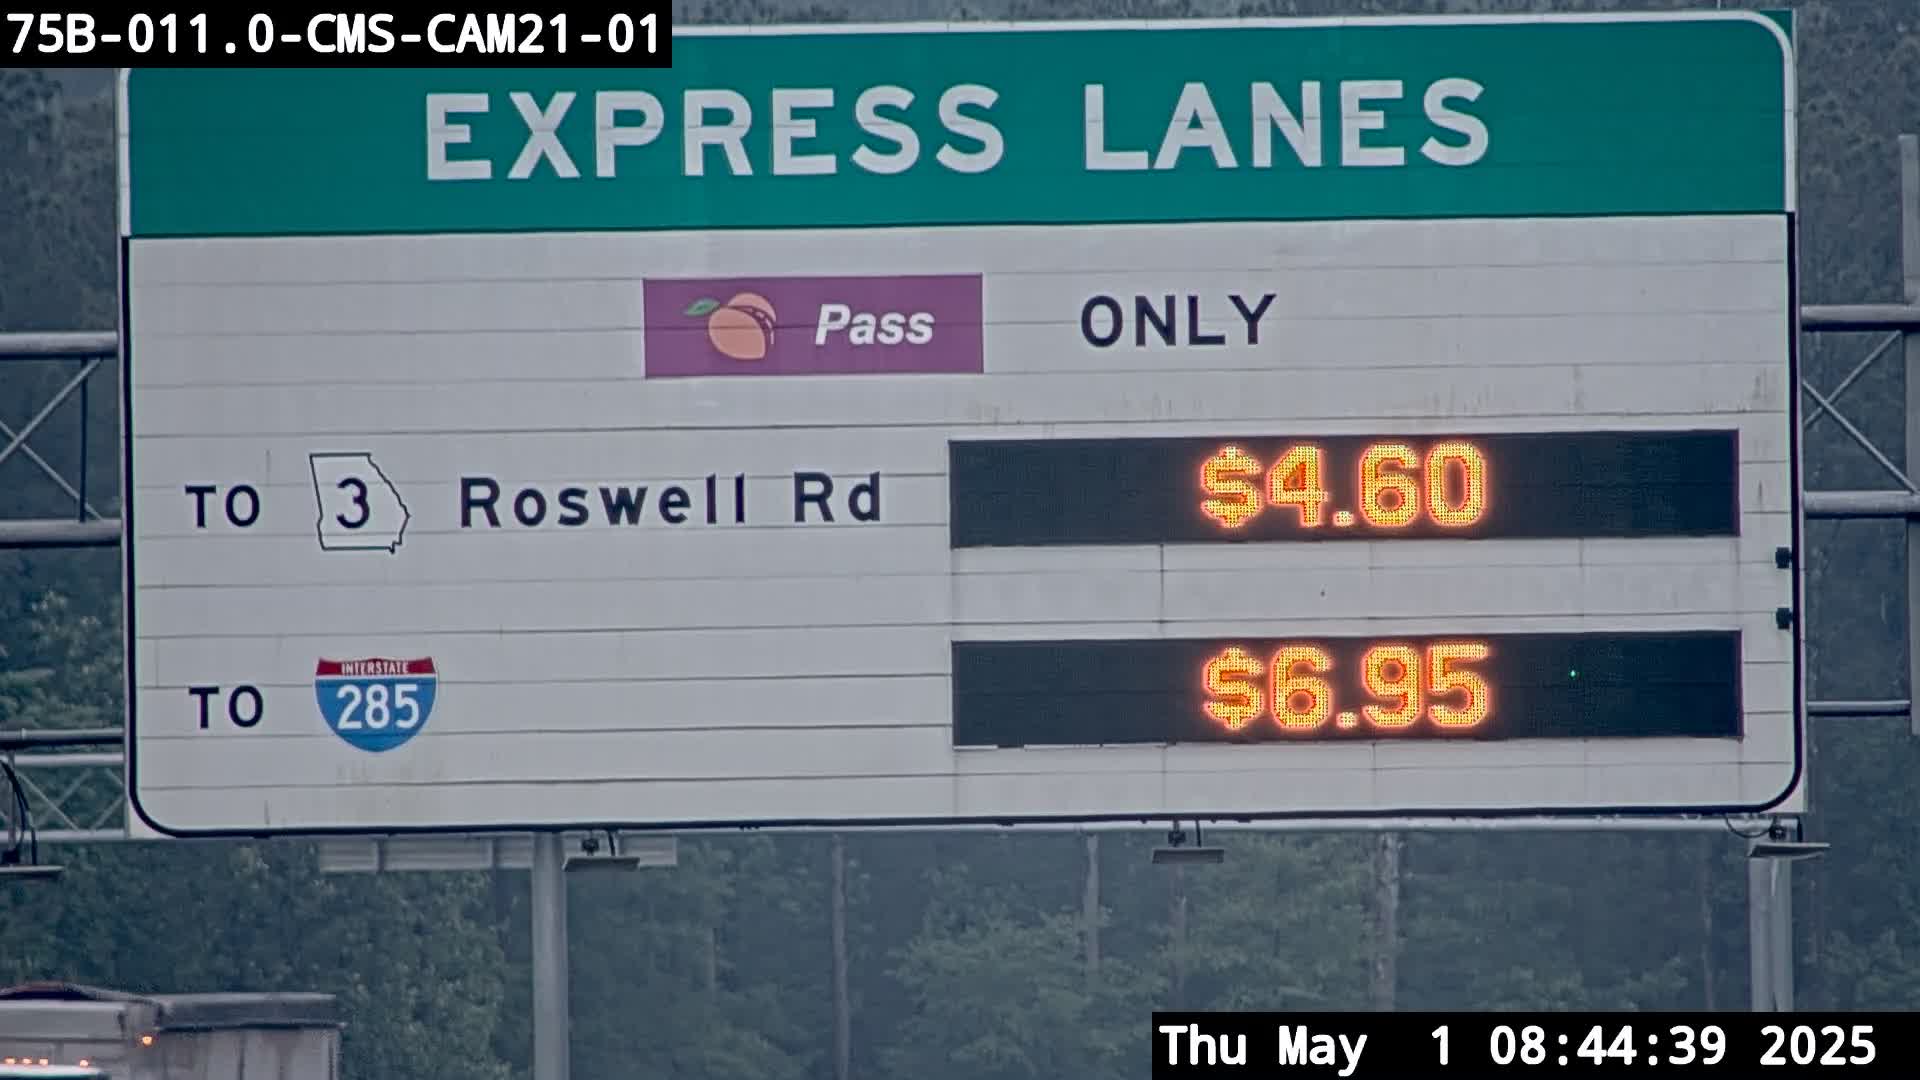 75B-011.0-CMS-CAM21-01
EXPRESS LANES
Pass ONLY
TO 3 Roswell Rd $4.60
TO INTERSTATE 285 $6.95
Thu May 1 08:44:39 2025